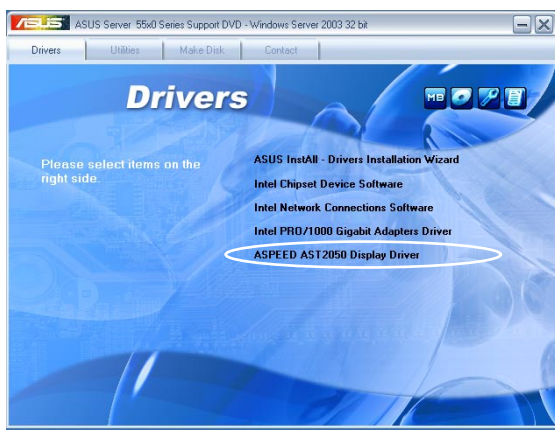 ASUS ASUS Server 55x0 Series Support DVD - Windows Server 2003 32 bit
Drivers Utilities Make Disk Contact
Drivers
MB
Please select items on the
right side.
ASUS InstAll - Drivers Installation Wizard
Intel Chipset Device Software
Intel Network Connections Software
Intel PRO/1000 Gigabit Adapters Driver
ASPEED AST2050 Display Driver